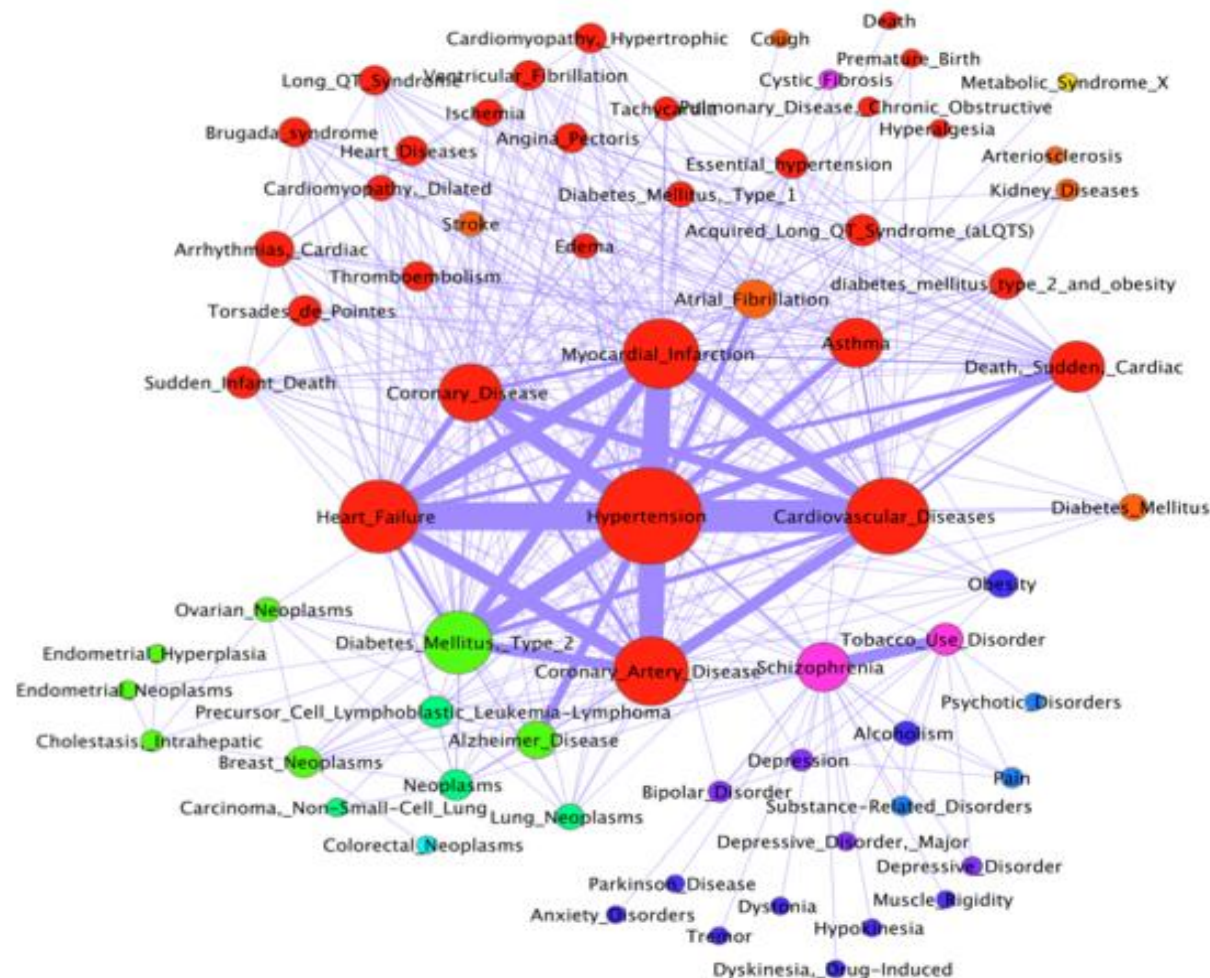 Death
Cardiomyopathy,_Hypertrophic
Cough
Premature_Birth
Long_QT_Syndrome
Ventricular_Fibrillation
Cystic_Fibrosis
Metabolic_Syndrome_X
Ischemia
Tachycardia
Pulmonary_Disease,_Chronic_Obstructive
Brugada_syndrome
Angina_Pectoris
Hyperalgesia
Heart_Diseases
Essential_hypertension
Arteriosclerosis
Cardiomyopathy,_Dilated
Diabetes_Mellitus,_Type_1
Kidney_Diseases
Stroke
Acquired_Long_QT_Syndrome_(aLQTS)
Arrhythmias,_Cardiac
Edema
Thromboembolism
diabetes_mellitus_type_2_and_obesity
Atrial_Fibrillation
Torsades_de_Pointes
Asthma
Myocardial_Infarction
Death,_Sudden,_Cardiac
Sudden_Infant_Death
Coronary_Disease
Diabetes_Mellitus
Heart_Failure
Hypertension
Cardiovascular_Diseases
Obesity
Ovarian_Neoplasms
Diabetes_Mellitus,_Type_2
Tobacco_Use_Disorder
Endometrial_Hyperplasia
Coronary_Artery_Disease
Schizophrenia
Endometrial_Neoplasms
Psychotic_Disorders
Precursor_Cell_Lymphoblastic_Leukemia-Lymphoma
Alcoholism
Cholestasis,_Intrahepatic
Alzheimer_Disease
Breast_Neoplasms
Depression
Pain
Neoplasms
Bipolar_Disorder
Carcinoma,_Non-Small-Cell_Lung
Substance-Related_Disorders
Lung_Neoplasms
Colorectal_Neoplasms
Depressive_Disorder,_Major
Depressive_Disorder
Parkinson_Disease
Muscle_Rigidity
Anxiety_Disorders
Dystonia
Hypokinesia
Tremor
Dyskinesia,_Drug-Induced